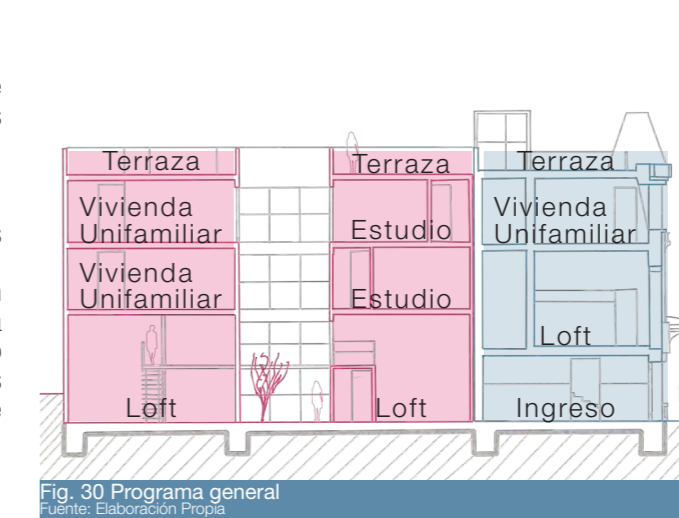 Terraza
Terraza
Terraza
Vivienda
Unifamiliar
Estudio
Vivienda
Unifamiliar
Vivienda
Unifamiliar
Estudio
Loft
Loft
Loft
Ingreso
Fig. 30 Programa general
Fuente: Elaboración Propia